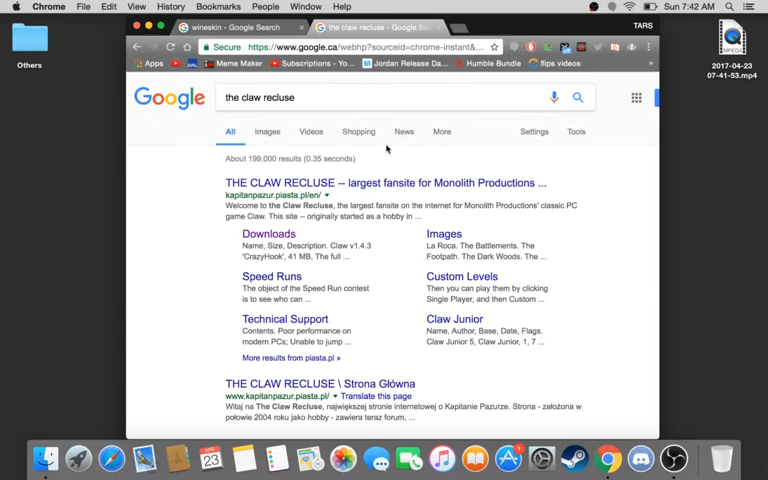 Chrome File Edit View History Bookmarks People Window Help Sun 7:42 AM
wineskin - Google Search the claw recluse - Google Sea TARS
Secure https://www.google.ca/webhp?sourceid=chrome-instant&
Apps Meme Maker Subscriptions - Yo... Jordan Release Da... Humble Bundle flips videos »
Others
2017-04-23
07-41-53.mp4
MPEG4
Google the claw recluse
All Images Videos Shopping News More Settings Tools
About 199,000 results (0.35 seconds)
THE CLAW RECLUSE -- largest fansite for Monolith Productions ...
kapitanpazur.piasta.pl/en/
Welcome to the Claw Recluse, the largest fansite on the internet for Monolith Productions' classic PC
game Claw. This site -- originally started as a hobby in ...
Downloads
Name, Size, Description. Claw v1.4.3
'CrazyHook', 41 MB, The full ...
Images
La Roca. The Battlements. The
Footpath. The Dark Woods. The ...
Speed Runs
The object of the Speed Run contest
is to see who can ...
Custom Levels
Then you can play them by clicking
Single Player, and then Custom ...
Technical Support
Contents. Poor performance on
modern PCs; Unable to jump ...
Claw Junior
Name, Author, Base, Date, Flags.
Claw Junior 5, Claw Junior, 1, 7 ...
More results from piasta.pl »
THE CLAW RECLUSE \ Strona Główna
www.kapitanpazur.piasta.pl/ Translate this page
Witaj na The Claw Recluse, największej stronie internetowej o Kapitanie Pazurze. Strona - założona w
połowie 2004 roku jako hobby - zawiera teraz forum, ...
APR
23
1